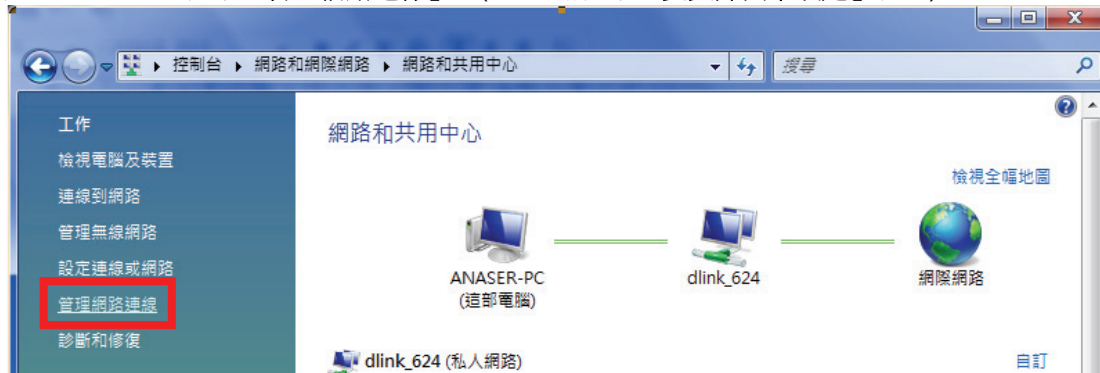 控制台 ▸ 網路和網際網路 ▸ 網路和共用中心
搜尋
工作
檢視電腦及裝置
連線到網路
管理無線網路
設定連線或網路
管理網路連線
診斷和修復
網路和共用中心
檢視全幅地圖
ANASER-PC
(這部電腦)
dlink_624
網際網路
dlink_624 (私人網路)
自訂